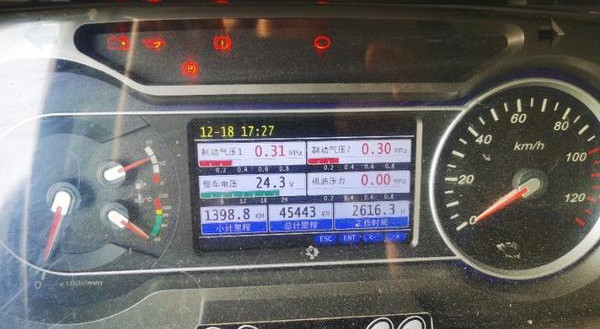 12-18 17:27
制动气压1 0.31 MPa 制动气压2 0.30 MPa
0.2 0.4 0.6 0.8 0.2 0.4 0.6 0.8
整车电压 24.3 V 机油压力 0.00 MPa
6 12 18 24 0.2 0.4 0.6 0.8
1398.8 KM 45443 KM 2616.3 H
小计里程 总计里程 工作时间
ESC ENT <- ->
0 20 40 60 80 100 120
km/h
0
x100r/min
P